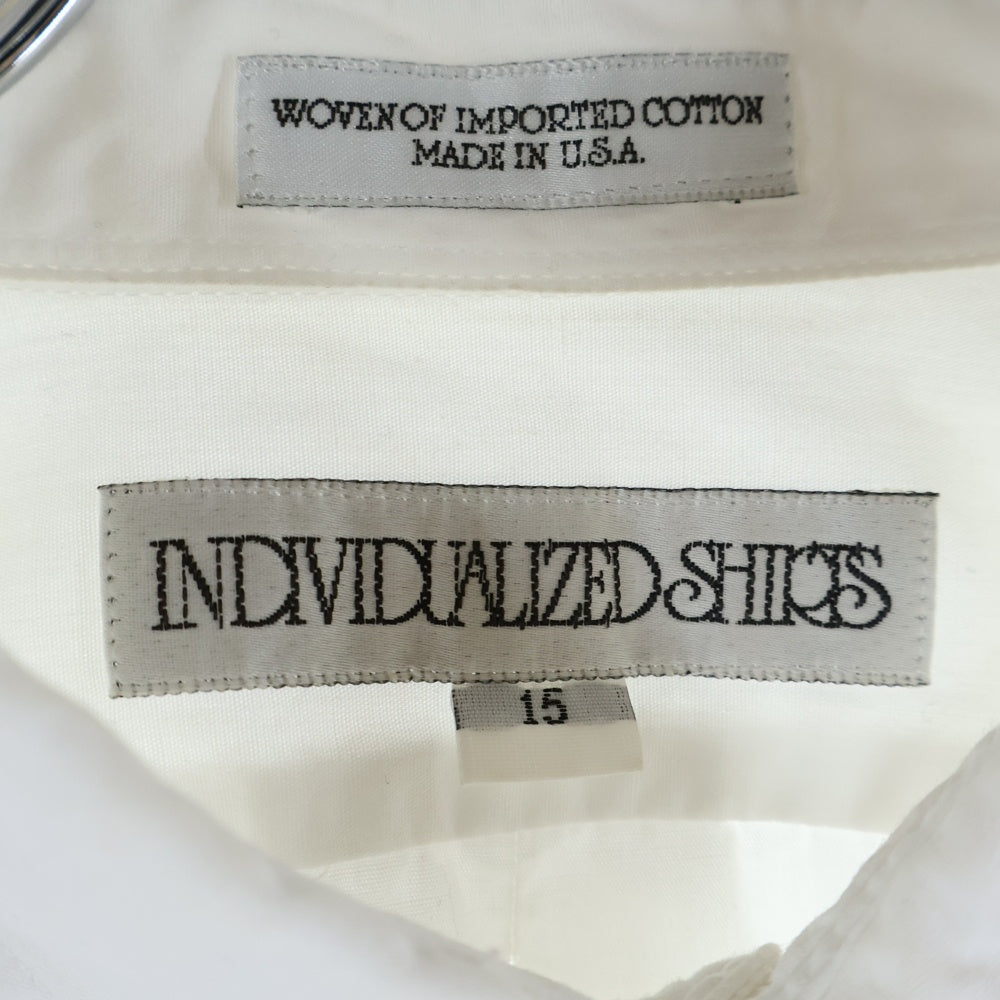 WOVEN OF IMPORTED COTTON
MADE IN U.S.A.
INDIVIDUALIZED SHIRTS
15